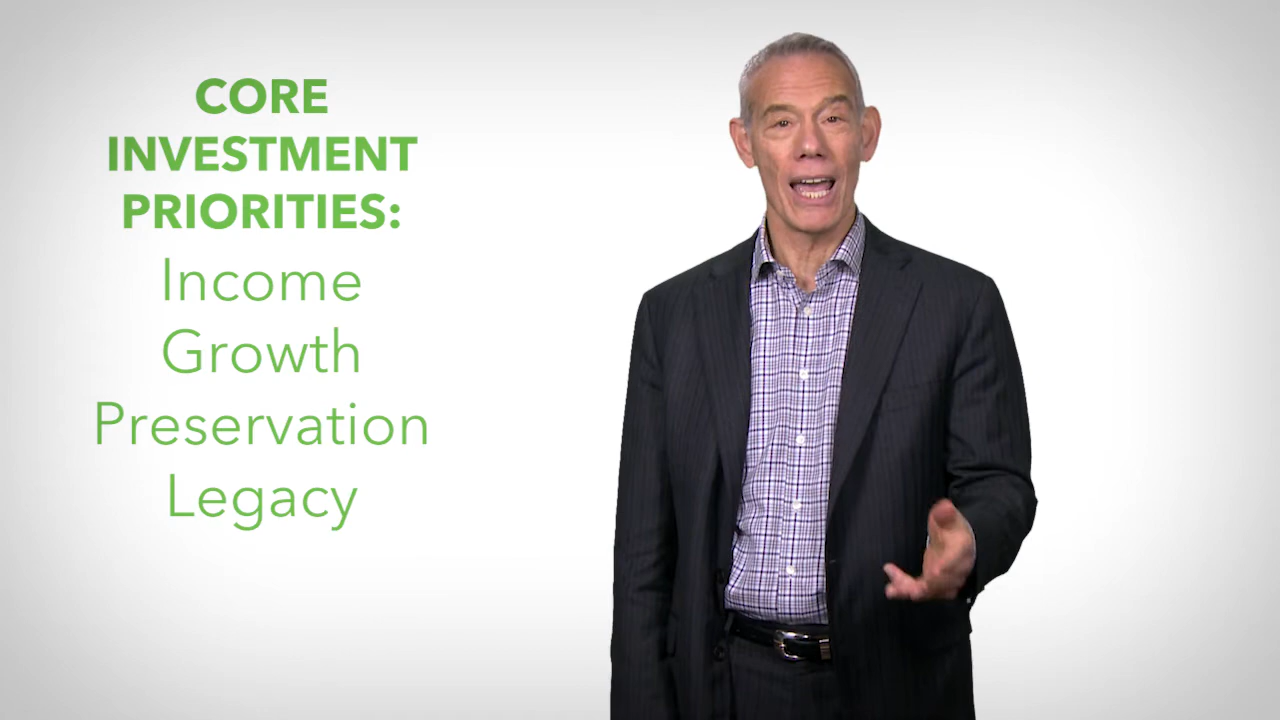 CORE
INVESTMENT
PRIORITIES:
Income
Growth
Preservation
Legacy